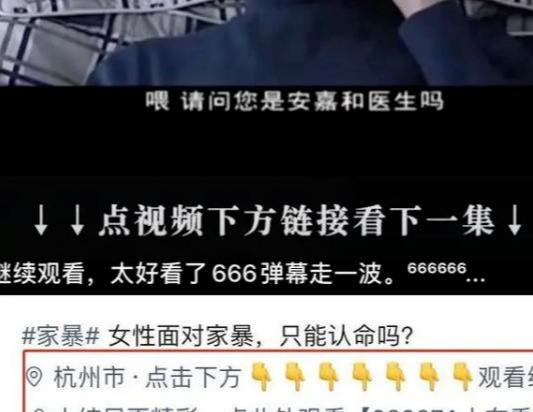 喂 请问您是安嘉和医生吗
↓↓点视频下方链接看下一集↓
继续观看，太好看了666弹幕走一波。⁶⁶⁶⁶⁶⁶...
#家暴# 女性面对家暴，只能认命吗？
杭州市·点击下方👇👇👇👇👇👇👇观看